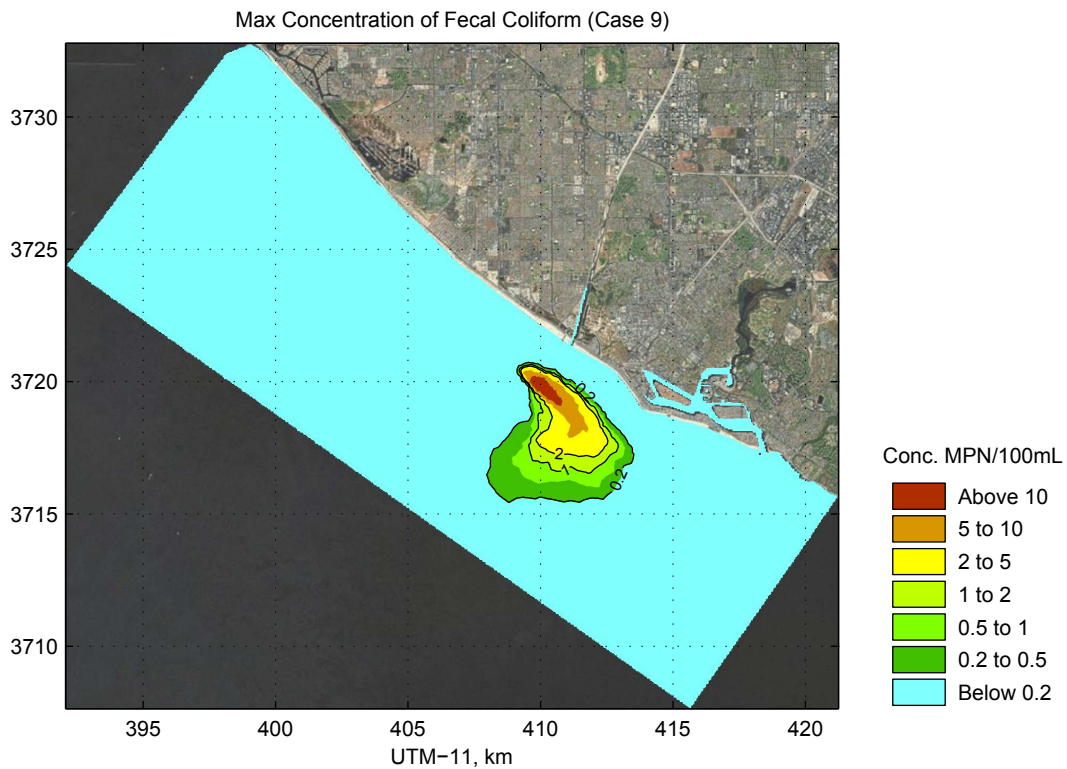 Max Concentration of Fecal Coliform (Case 9)
3730
3725
3720
3715
3710
395
400
405
410
415
420
UTM−11, km
0.2
2
1
0.2
Conc. MPN/100mL
Above 10
5 to 10
2 to 5
1 to 2
0.5 to 1
0.2 to 0.5
Below 0.2